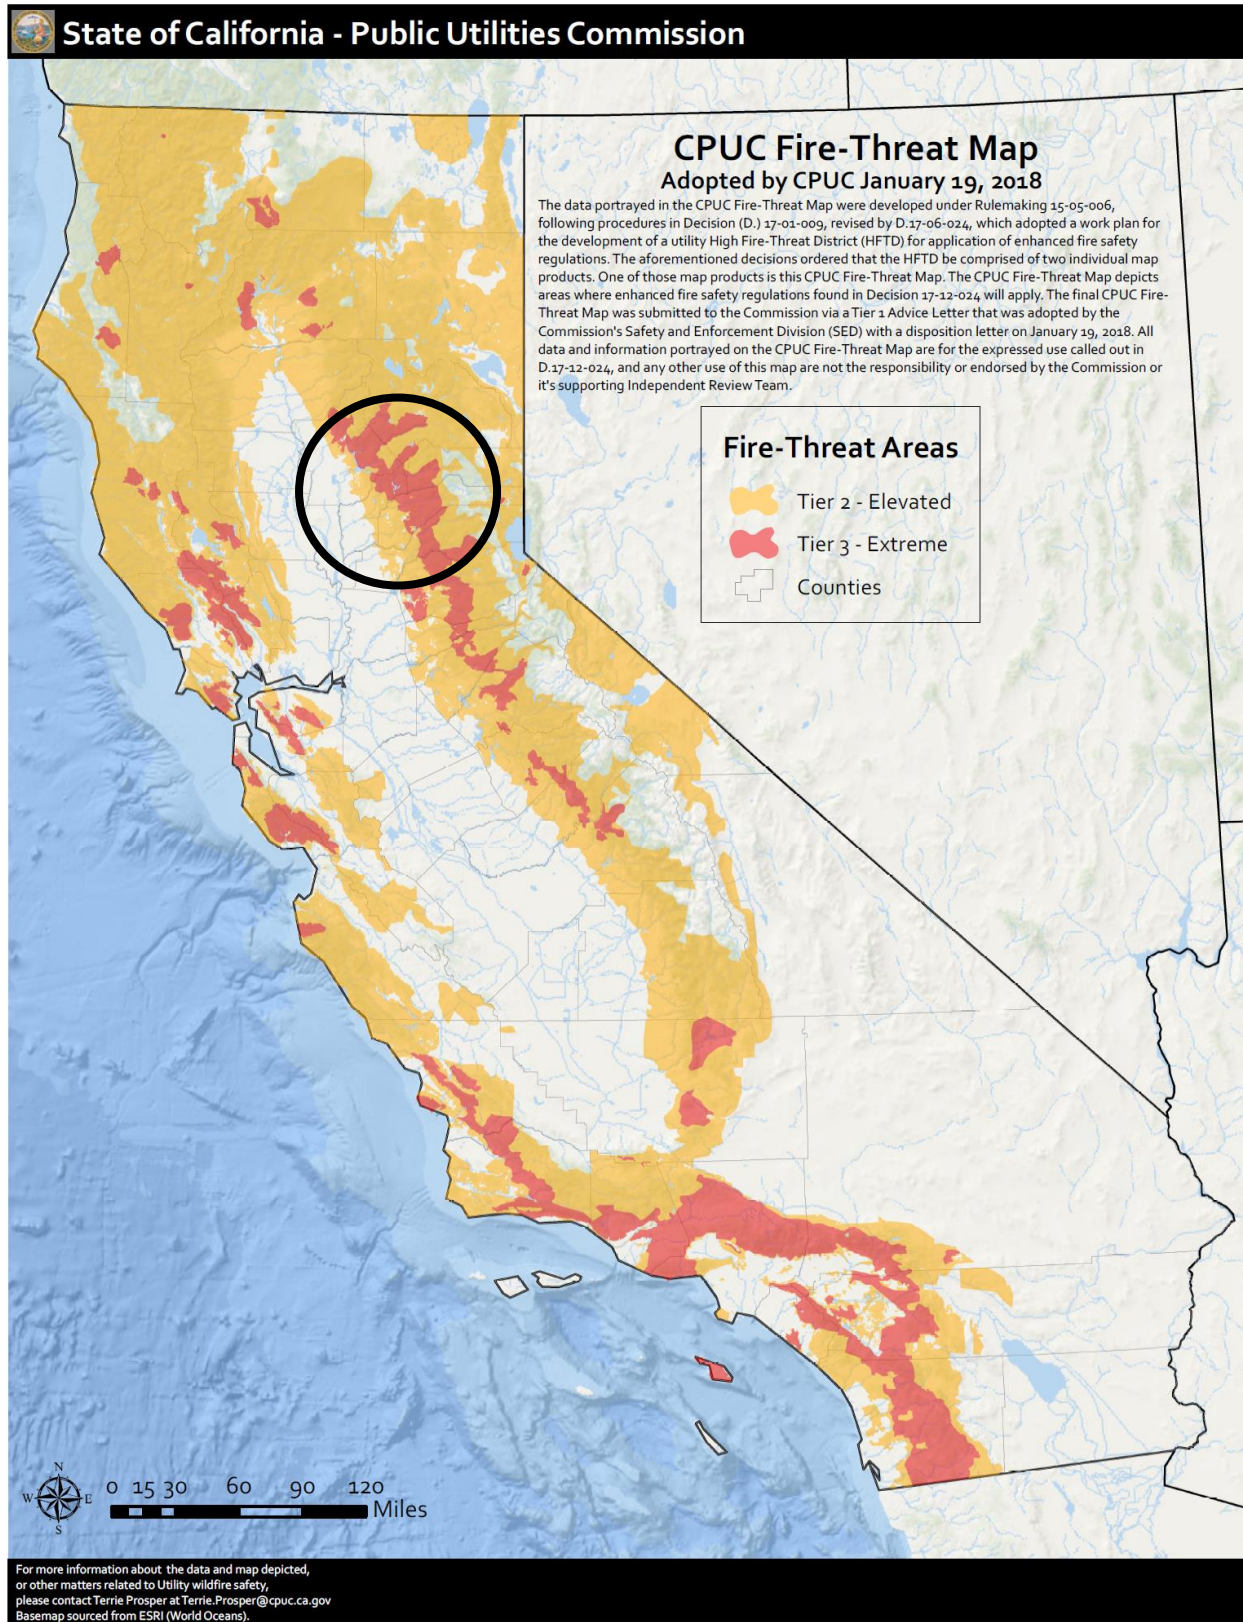 State of California - Public Utilities Commission
CPUC Fire-Threat Map
Adopted by CPUC January 19, 2018
The data portrayed in the CPUC Fire-Threat Map were developed under Rulemaking 15-05-006,
following procedures in Decision (D.) 17-01-009, revised by D.17-06-024, which adopted a work plan for
the development of a utility High Fire-Threat District (HFTD) for application of enhanced fire safety
regulations. The aforementioned decisions ordered that the HFTD be comprised of two individual map
products. One of those map products is this CPUC Fire-Threat Map. The CPUC Fire-Threat Map depicts
areas where enhanced fire safety regulations found in Decision 17-12-024 will apply. The final CPUC Fire-
Threat Map was submitted to the Commission via a Tier 1 Advice Letter that was adopted by the
Commission's Safety and Enforcement Division (SED) with a disposition letter on January 19, 2018. All
data and information portrayed on the CPUC Fire-Threat Map are for the expressed use called out in
D.17-12-024, and any other use of this map are not the responsibility or endorsed by the Commission or
it's supporting Independent Review Team.
Fire-Threat Areas
Tier 2 - Elevated
Tier 3 - Extreme
Counties
N
W E
S
0 15 30 60 90 120
Miles
For more information about the data and map depicted,
or other matters related to Utility wildfire safety,
please contact Terrie Prosper at Terrie.Prosper@cpuc.ca.gov
Basemap sourced from ESRI (World Oceans).